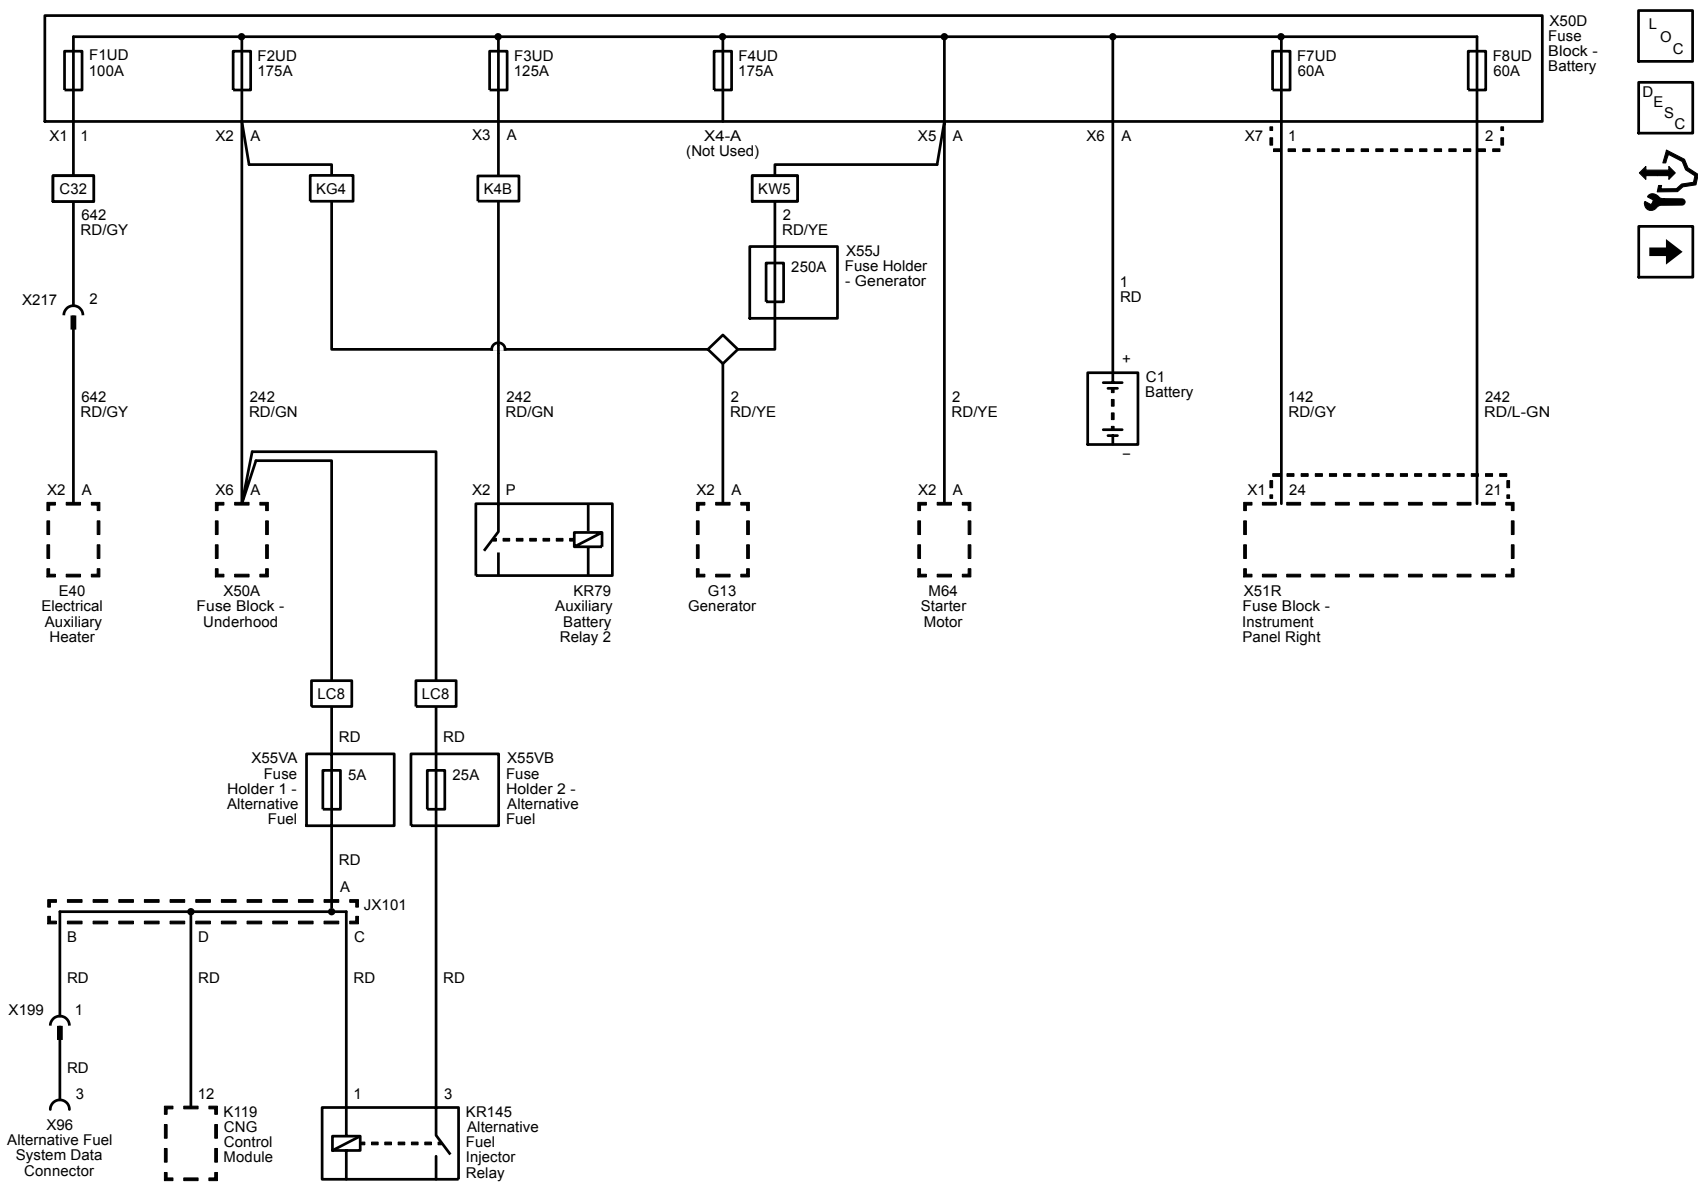 X50D
Fuse
Block -
Battery
L
O
C
D
E
S
C
F1UD
100A
F2UD
175A
F3UD
125A
F4UD
175A
F7UD
60A
F8UD
60A
X1 1
X2 A
X3 A
X4-A
(Not Used)
X5 A
X6 A
X7 1
2
C32
KG4
K4B
KW5
642
RD/GY
2
RD/YE
X55J
Fuse Holder
- Generator
250A
X217 2
1
RD
+
C1
Battery
–
642
RD/GY
242
RD/GN
242
RD/GN
2
RD/YE
2
RD/YE
142
RD/GY
242
RD/L-GN
X2 A
X6 A
X2 P
X2 A
X2 A
X1 24
21
E40
Electrical
Auxiliary
Heater
X50A
Fuse Block -
Underhood
KR79
Auxiliary
Battery
Relay 2
G13
Generator
M64
Starter
Motor
X51R
Fuse Block -
Instrument
Panel Right
LC8
LC8
RD
RD
X55VA
Fuse
Holder 1 -
Alternative
Fuel
5A
25A
X55VB
Fuse
Holder 2 -
Alternative
Fuel
RD
A
JX101
B
D
C
RD
RD
RD
RD
X199 1
RD
3
X96
Alternative Fuel
System Data
Connector
12
K119
CNG
Control
Module
1
3
KR145
Alternative
Fuel
Injector
Relay